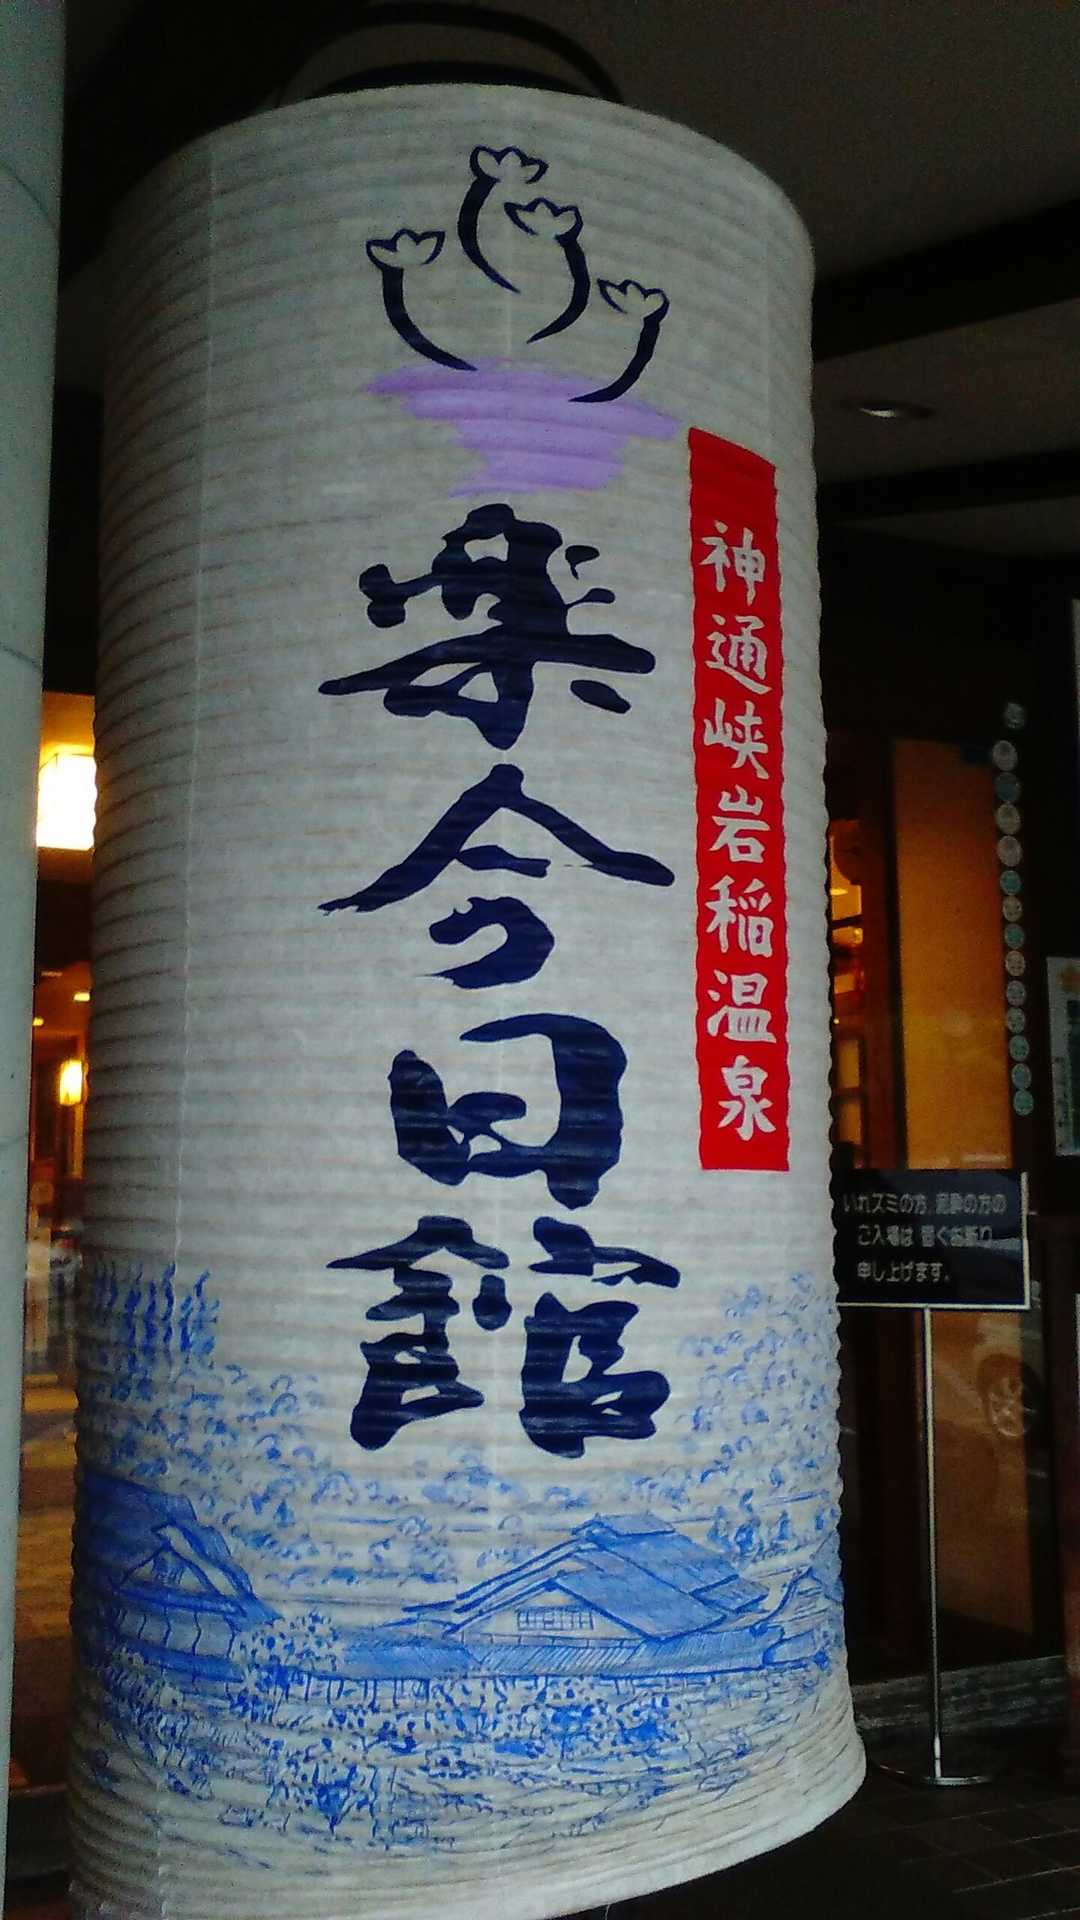 神通峡岩稲温泉
楽今日館
いれズミの方、泥酔の方の
ご入場は 固くお断り
申し上げます。